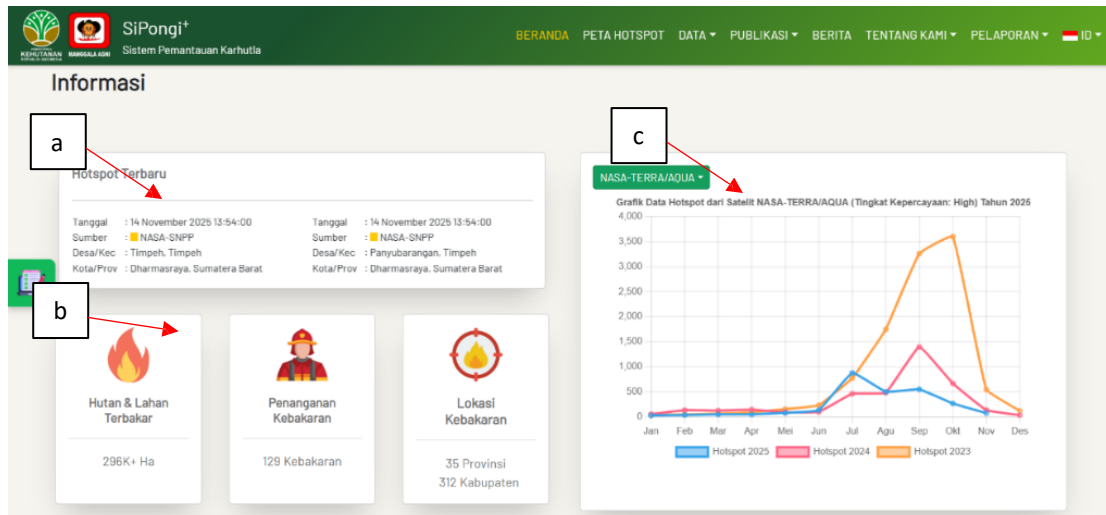 SiPongi+
Sistem Pemantauan Karhutla
KEHUTANAN
REPUBLIK INDONESIA
MANGGALA AGNI
BERANDA PETA HOTSPOT DATA PUBLIKASI BERITA TENTANG KAMI PELAPORAN ID
Informasi
a
Hotspot Terbaru
Tanggal : 14 November 2025 13:54:00
Sumber : NASA-SNPP
Desa/Kec : Timpeh, Timpeh
Kota/Prov : Dharmasraya, Sumatera Barat
Tanggal : 14 November 2025 13:54:00
Sumber : NASA-SNPP
Desa/Kec : Panyubarangan, Timpeh
Kota/Prov : Dharmasraya, Sumatera Barat
b
Hutan & Lahan
Terbakar
296K+ Ha
Penanganan
Kebakaran
129 Kebakaran
Lokasi
Kebakaran
35 Provinsi
312 Kabupaten
c
NASA-TERRA/AQUA
Grafik Data Hotspot dari Satelit NASA-TERRA/AQUA (Tingkat Kepercayaan: High) Tahun 2025
4,000
3,500
3,000
2,500
2,000
1,500
1,000
500
0
Jan Feb Mar Apr Mei Jun Jul Agu Sep Okt Nov Des
Hotspot 2025 Hotspot 2024 Hotspot 2023